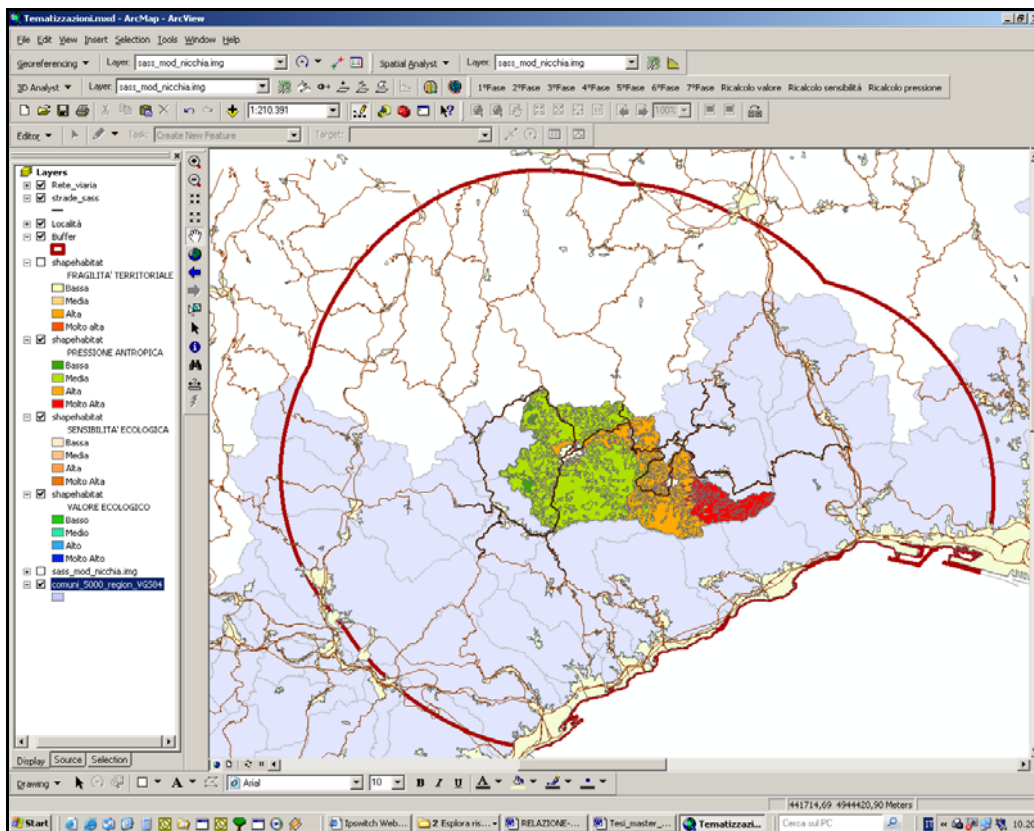 Tematizzazioni.mxd - ArcMap - ArcView
File Edit View Insert Selection Tools Window Help
Georeferencing Layer: sass_mod_nicchia.img Spatial Analyst Layer: sass_mod_nicchia.img
3D Analyst Layer: sass_mod_nicchia.img 1°Fase 2°Fase 3°Fase 4°Fase 5°Fase 6°Fase 7°Fase Ricalcolo valore Ricalcolo sensibilità Ricalcolo pressione
1:210.391 100%
Editor Task: Create New Feature Target:
Layers
Rete_viaria
strade_sass
Località
Buffer
shapehabitat
FRAGILITA' TERRITORIALE
Bassa
Media
Alta
Molto alta
shapehabitat
PRESSIONE ANTROPICA
Bassa
Media
Alta
Molto Alta
shapehabitat
SENSIBILITA' ECOLOGICA
Bassa
Media
Alta
Molto Alta
shapehabitat
VALORE ECOLOGICO
Basso
Medio
Alto
Molto Alto
sass_mod_nicchia.img
comuni_5000_region_VGS84
Display Source Selection
Drawing A Arial 10 B I U A
441714,69 4944420,90 Meters
Start Ipswitch Web... 2 Esplora ris... RELAZIONE-... Tesi_master_... Tematizzazi... Cerca sul PC IT 10.3